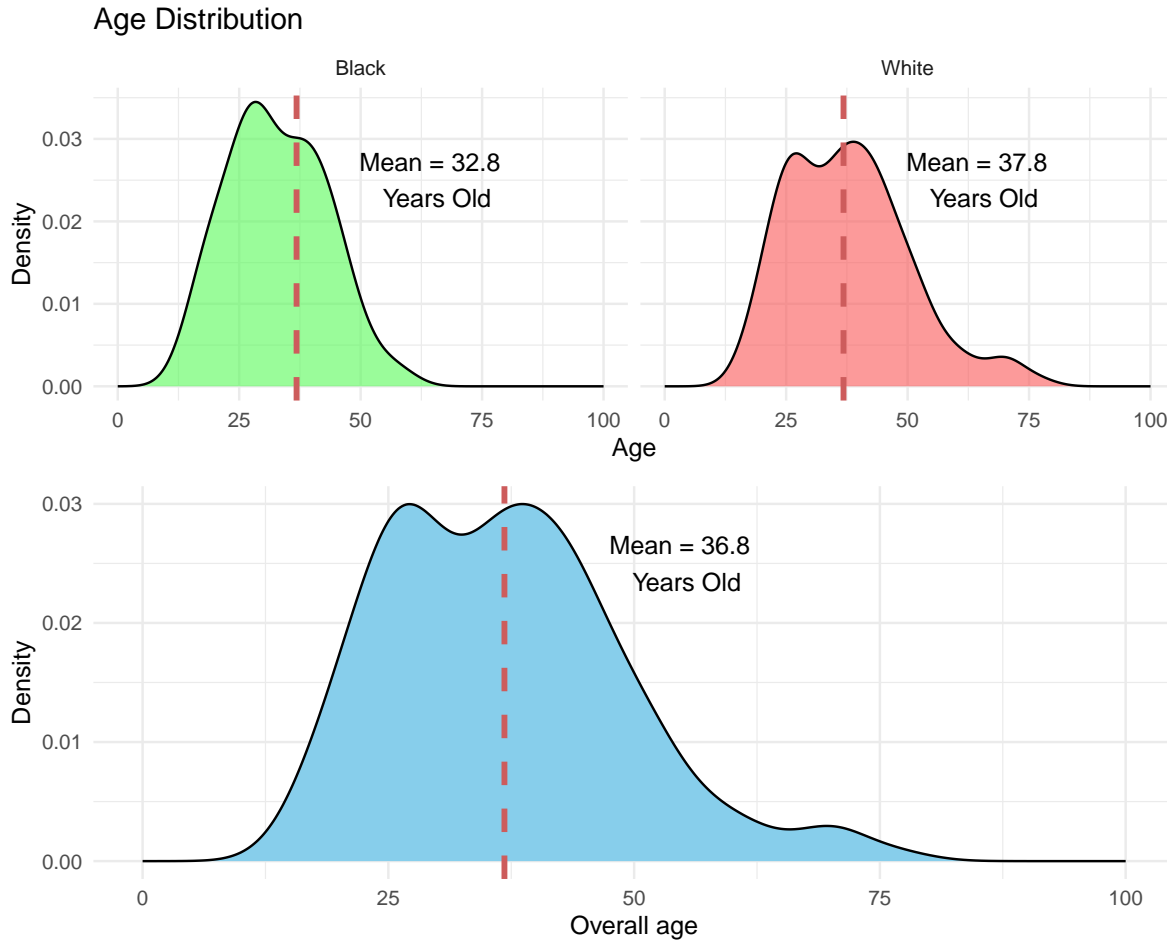 Age Distribution
Black
White
Mean = 32.8
Years Old
Mean = 37.8
Years Old
0.03
0.02
0.01
0.00
Density
0 25 50 75 100
0 25 50 75 100
Age
Mean = 36.8
Years Old
0.03
0.02
0.01
0.00
Density
0 25 50 75 100
Overall age